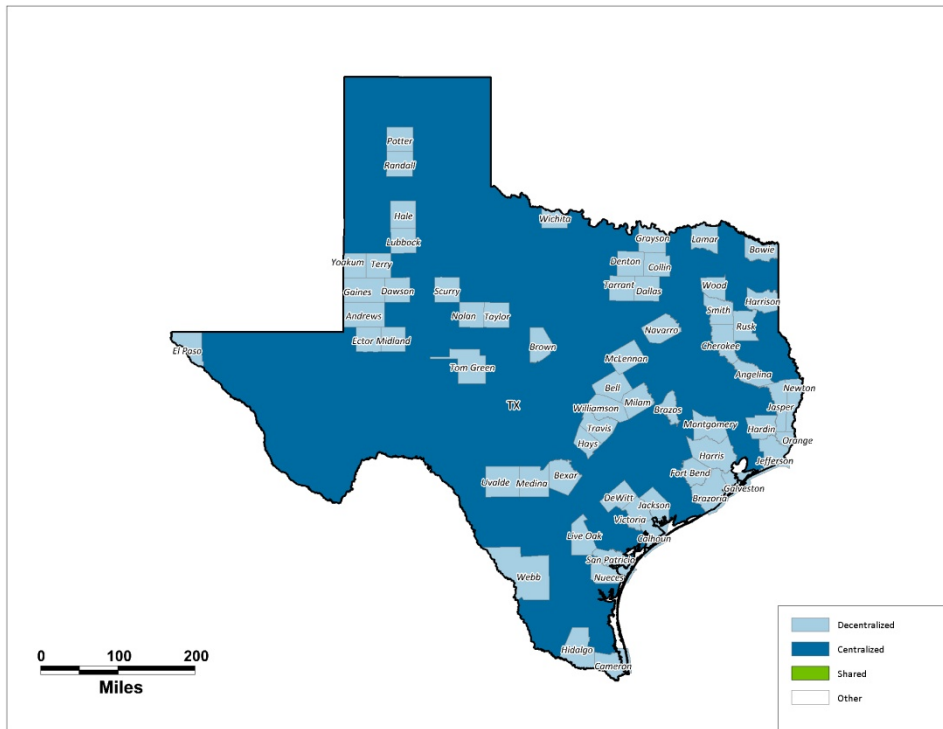 Potter
Randall
Hale
Lubbock
Wichita
Grayson
Lamar
Bowie
Yoakum
Terry
Denton
Collin
Gaines
Dawson
Scurry
Tarrant
Dallas
Wood
Harrison
Andrews
Nolan
Taylor
Smith
Rusk
Navarro
Ector
Midland
Brown
Cherokee
El Paso
McLennan
Tom Green
Angelina
Bell
Newton
TX
Williamson
Milam
Brazos
Jasper
Travis
Montgomery
Hardin
Hays
Orange
Harris
Jefferson
Fort Bend
Uvalde
Medina
Bexar
Galveston
DeWitt
Jackson
Brazoria
Victoria
Live Oak
Calhoun
San Patricio
Webb
Nueces
Hidalgo
Cameron
0 100 200
Miles
Decentralized
Centralized
Shared
Other